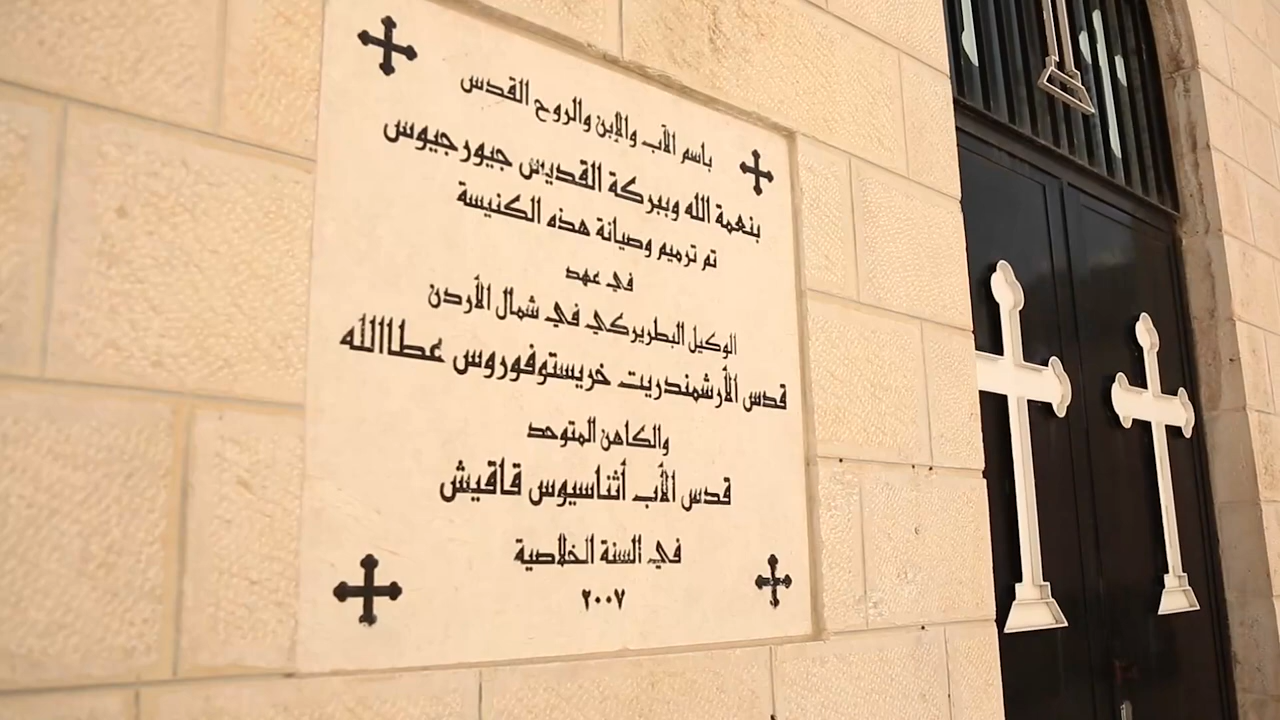 باسم الآب والإبن والروح القدس
بنعمة الله وببركة القديس جيورجيوس
تم ترميم وصيانة هذه الكنيسة
في عهد
الوكيل البطريركي في شمال الأردن
قدس الأرشمندريت خريستوفوروس عطاالله
والكاهن المتوحد
قدس الأب أثناسيوس قاقيش
في السنة الخلاصية
٢٠٠٧